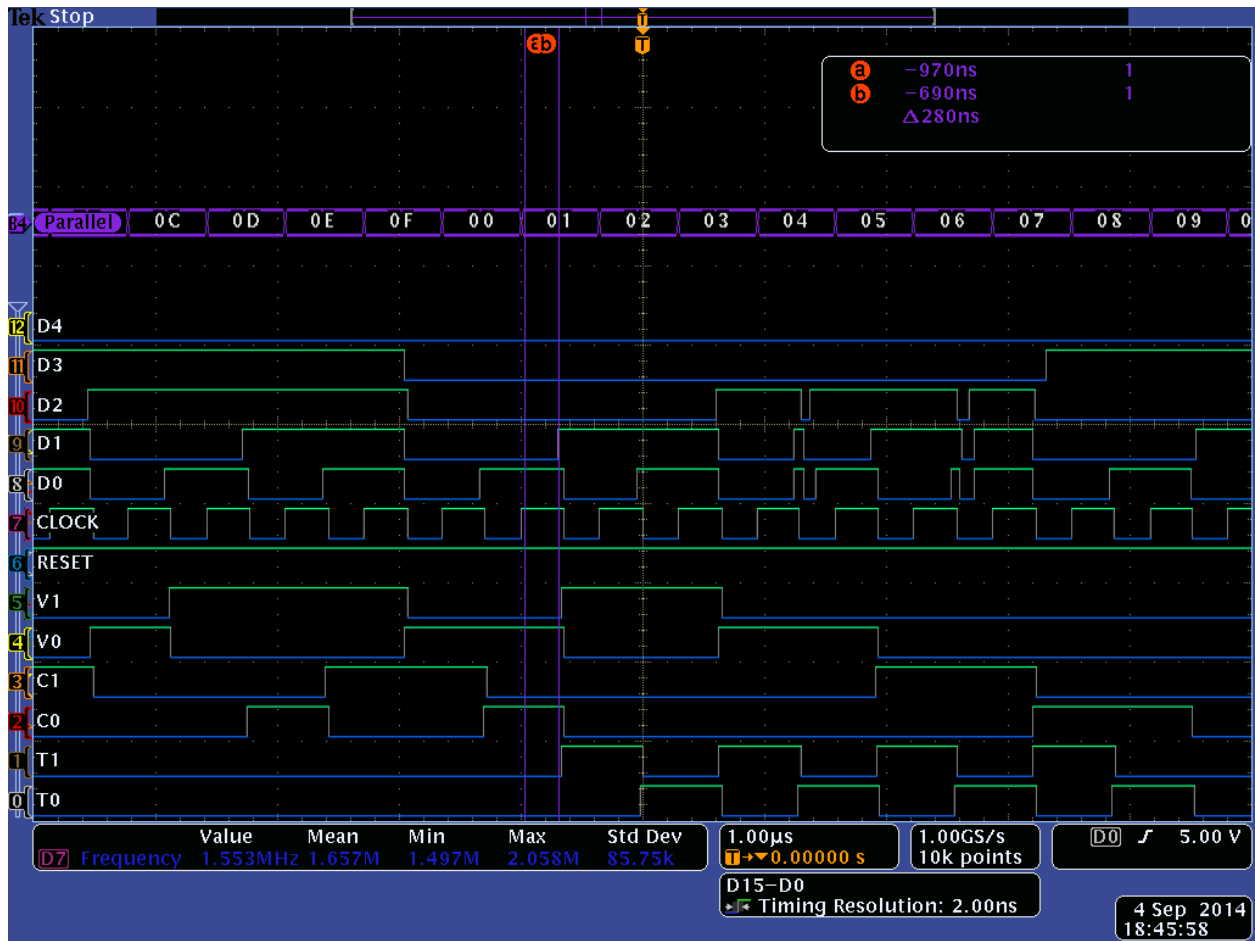 Tek Stop
T
a b T
a -970ns 1
b -690ns 1
Δ280ns
B4 Parallel 0C 0D 0E 0F 00 01 02 03 04 05 06 07 08 09 0
12 D4
11 D3
10 D2
9 D1
8 D0
7 CLOCK
6 RESET
5 V1
4 V0
3 C1
2 C0
1 T1
0 T0
Value Mean Min Max Std Dev
D7 Frequency 1.553MHz 1.657M 1.497M 2.058M 85.75k
1.00µs
T→▼0.00000 s
1.00GS/s
10k points
D0 5.00 V
D15-D0
Timing Resolution: 2.00ns
4 Sep 2014
18:45:58